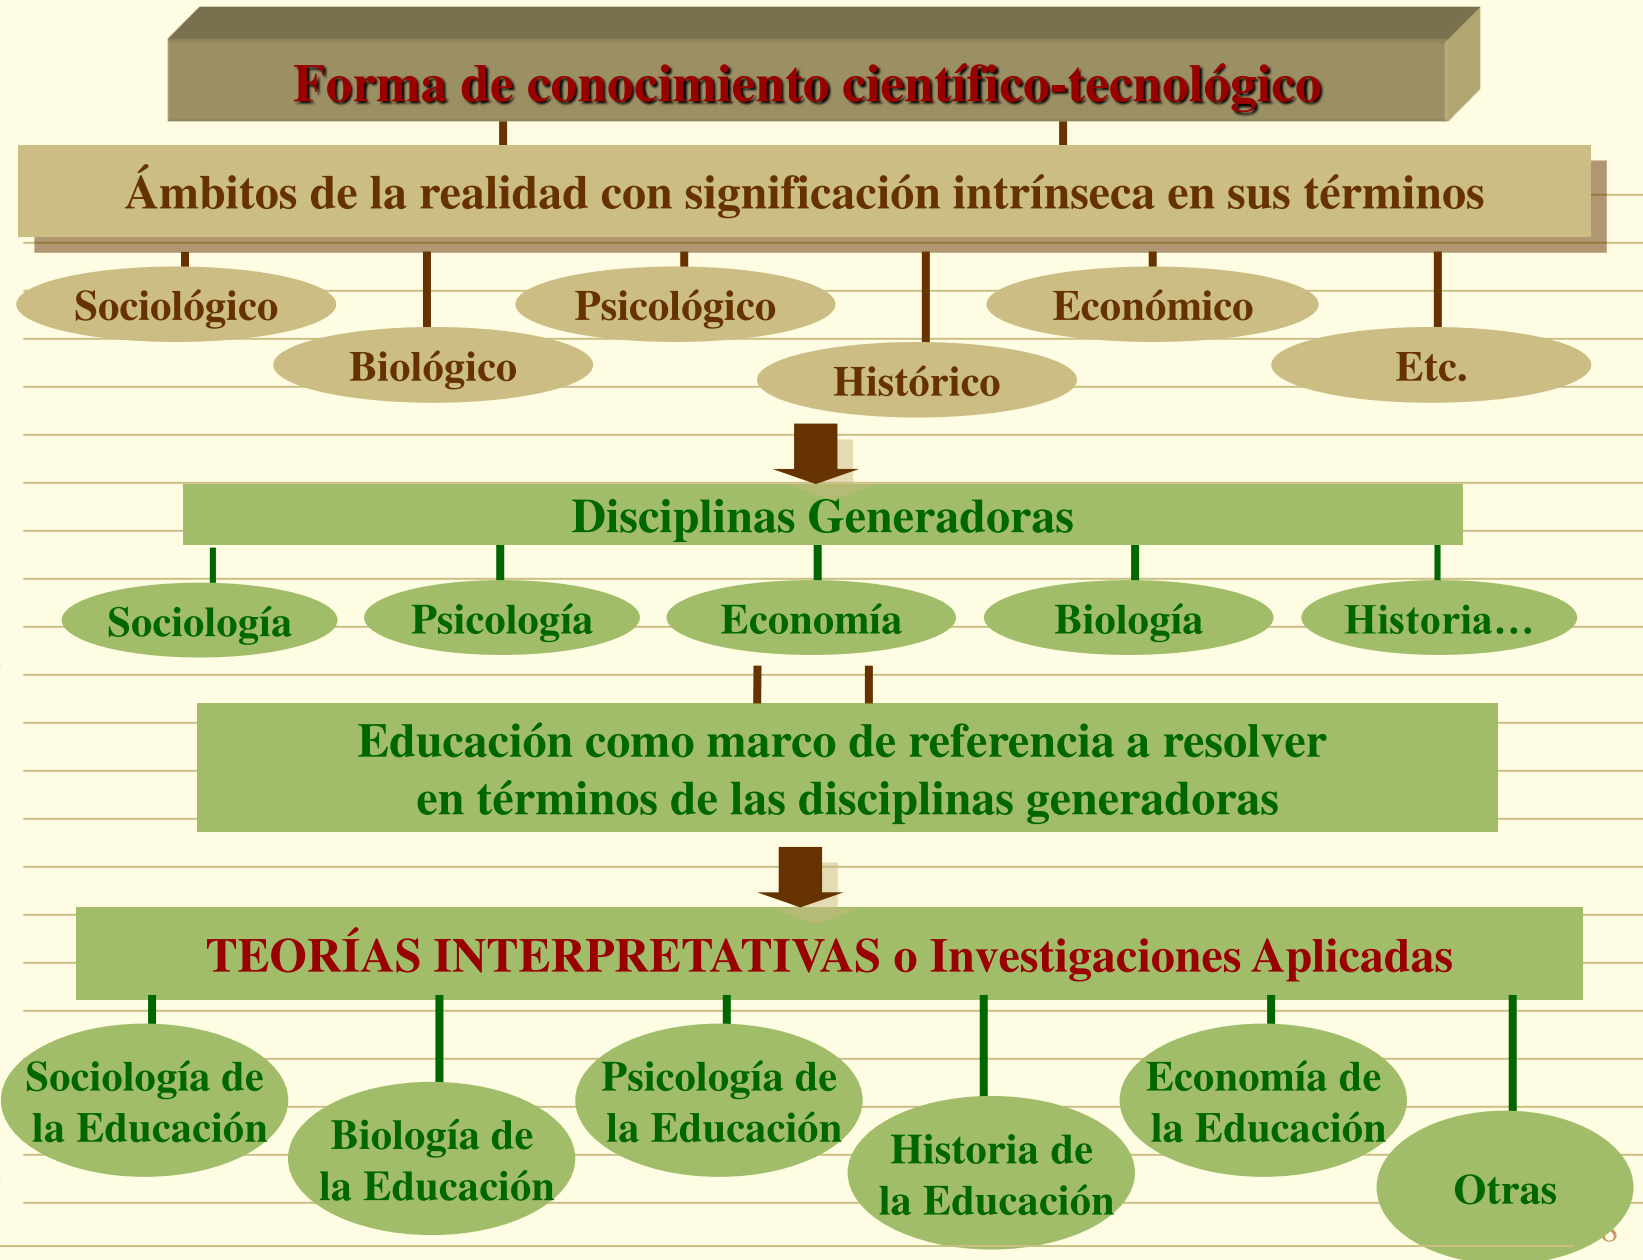 Forma de conocimiento científico-tecnológico
Ámbitos de la realidad con significación intrínseca en sus términos
Sociológico
Biológico
Psicológico
Histórico
Económico
Etc.
Disciplinas Generadoras
Sociología
Psicología
Economía
Biología
Historia…
Educación como marco de referencia a resolver
en términos de las disciplinas generadoras
TEORÍAS INTERPRETATIVAS o Investigaciones Aplicadas
Sociología de
la Educación
Biología de
la Educación
Psicología de
la Educación
Historia de
la Educación
Economía de
la Educación
Otras